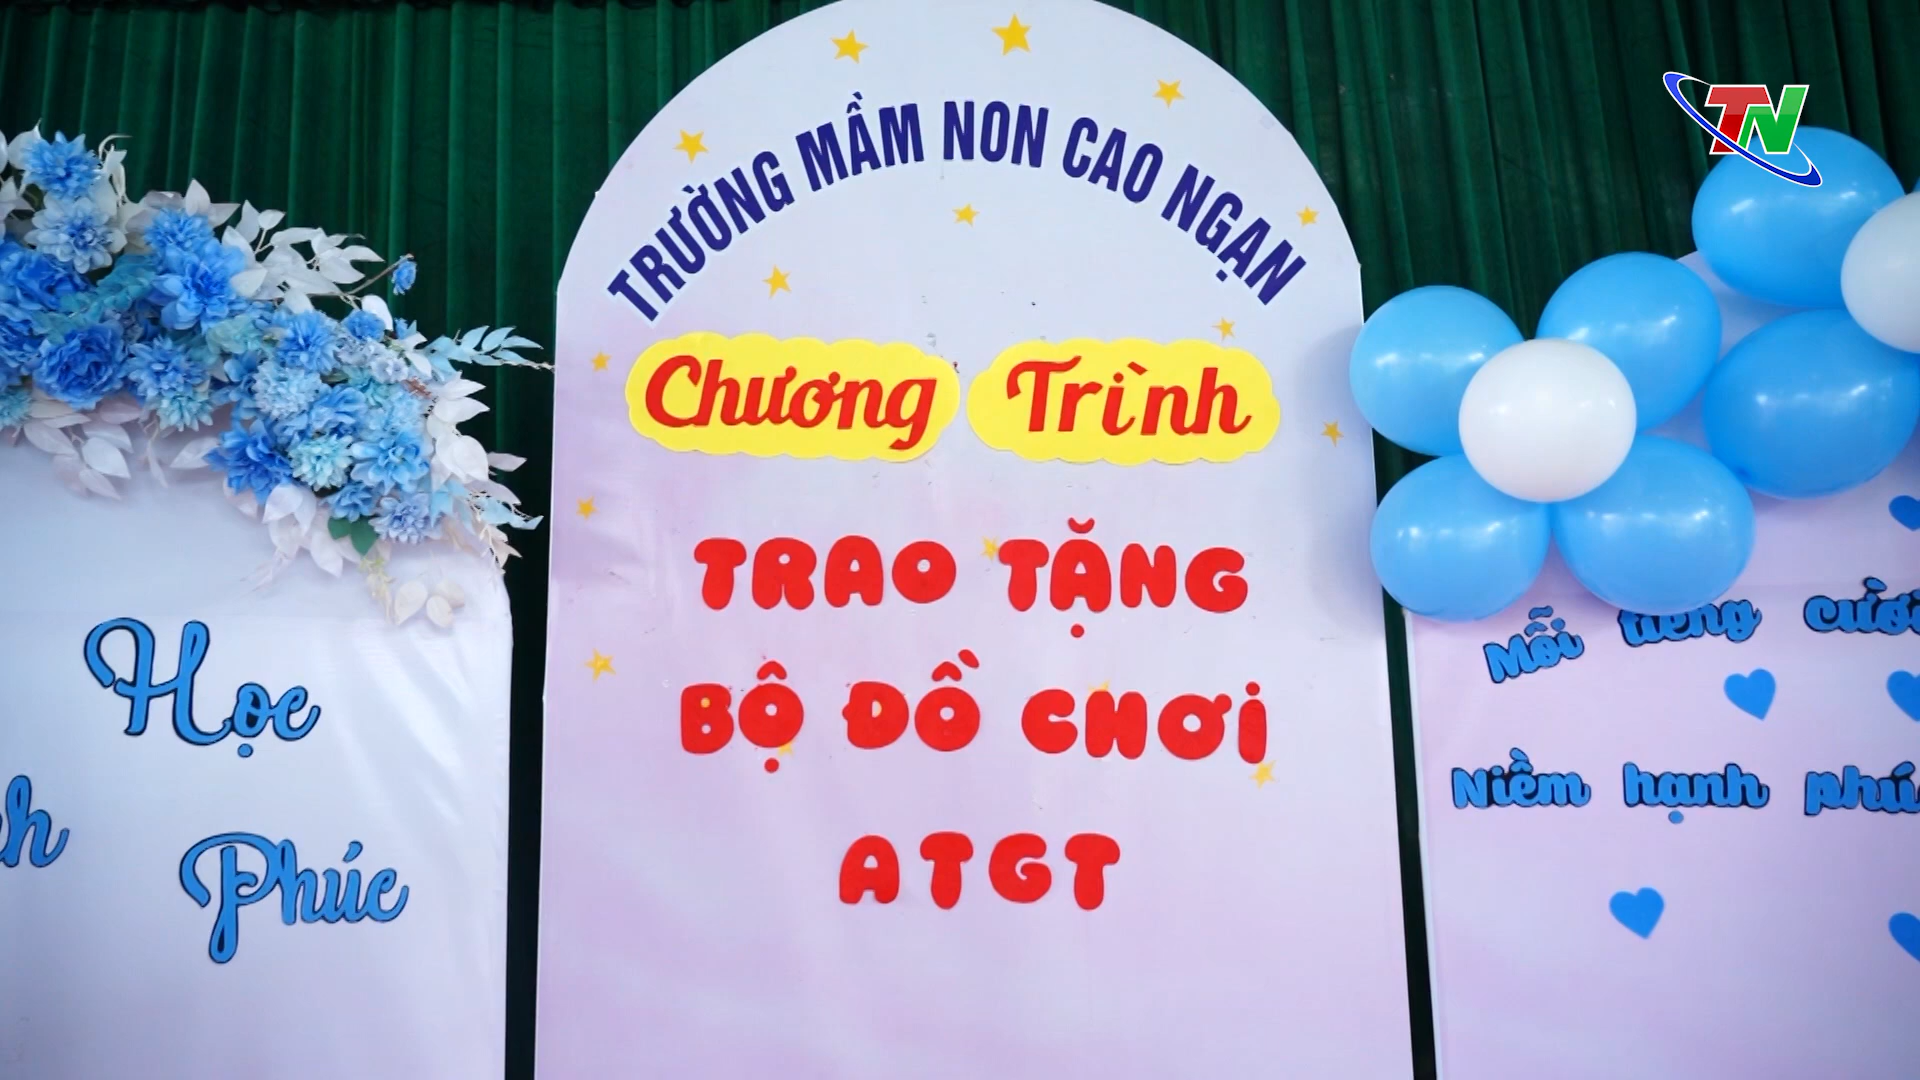 TN
TRƯỜNG MẦM NON CAO NGẠN
Chương Trình
TRAO TẶNG
BỘ ĐỒ CHƠI
ATGT
Học
Phúc
Mỗi tiếng cười
Niềm hạnh phú